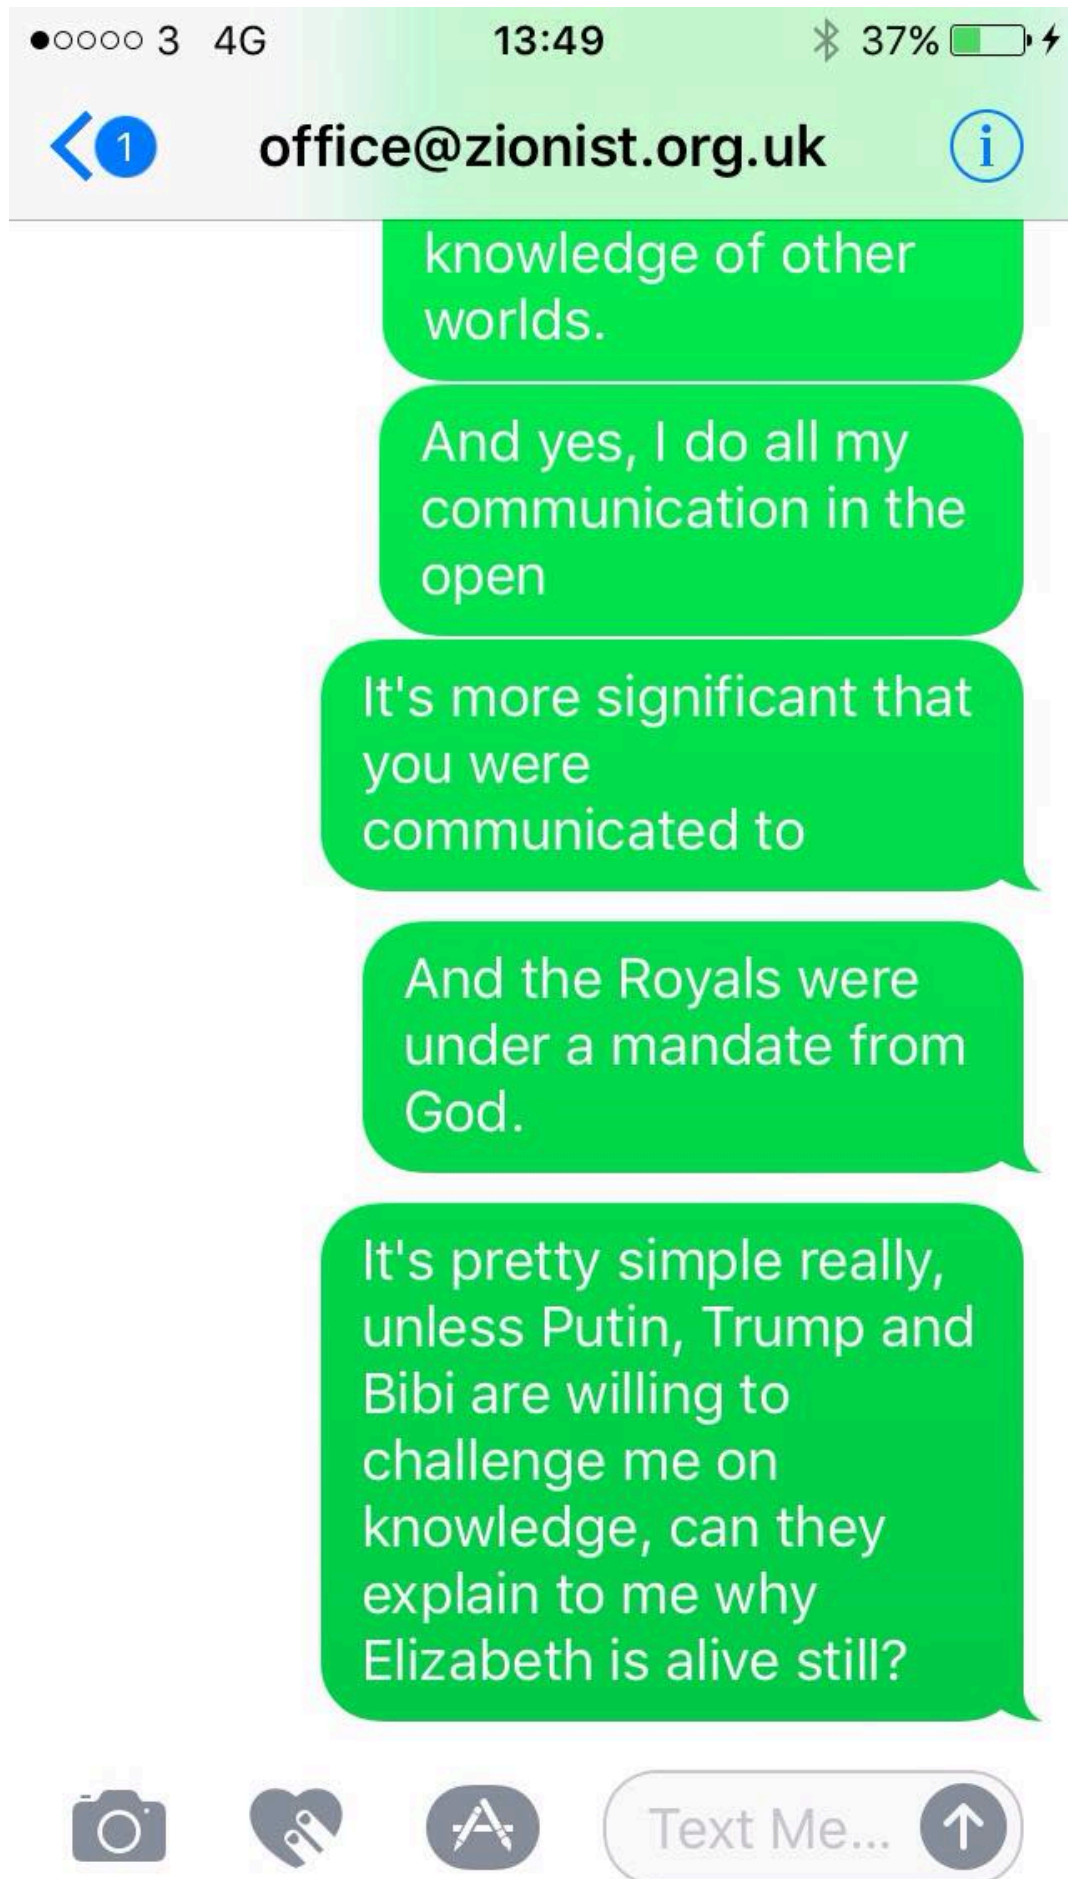 3 4G 13:49 37%
1 office@zionist.org.uk i
knowledge of other
worlds.
And yes, I do all my
communication in the
open
It's more significant that
you were
communicated to
And the Royals were
under a mandate from
God.
It's pretty simple really,
unless Putin, Trump and
Bibi are willing to
challenge me on
knowledge, can they
explain to me why
Elizabeth is alive still?
Text Me...